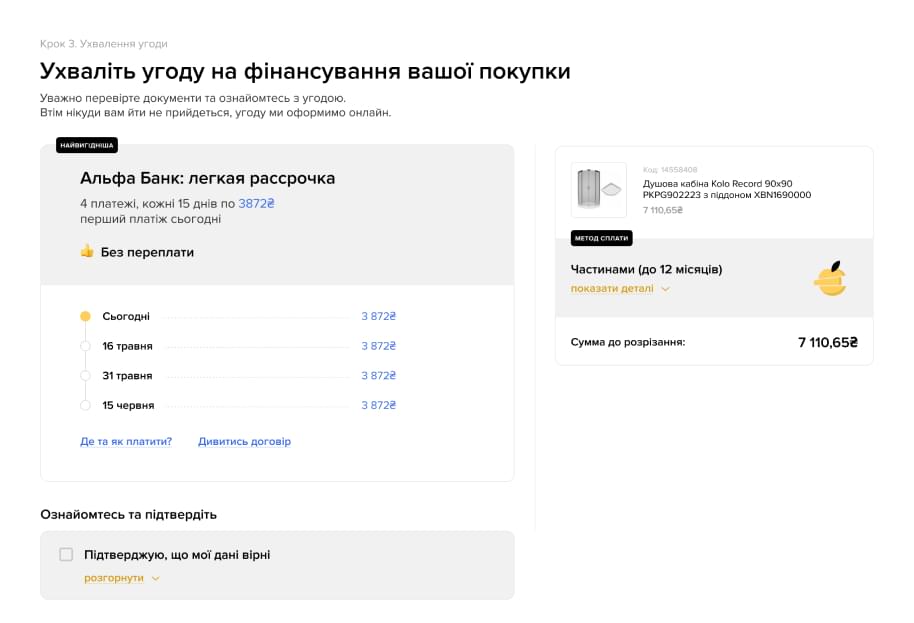 Крок 3. Ухвалення угоди
Ухваліть угоду на фінансування вашої покупки
Уважно перевірте документи та ознайомтесь з угодою.
Втім нікуди вам йти не прийдеться, угоду ми оформимо онлайн.
НАЙВИГІДНІША
Альфа Банк: легкая рассрочка
4 платежі, кожні 15 днів по 3872₴
перший платіж сьогодні
Без переплати
Сьогодні 3 872₴
16 травня 3 872₴
31 травня 3 872₴
15 червня 3 872₴
Де та як платити? Дивитись договір
Ознайомтесь та підтвердіть
Підтверджую, що мої дані вірні
розгорнути
Код: 14558408
Душова кабіна Kolo Record 90x90
PKPG902223 з піддоном XBN1690000
7 110,65₴
МЕТОД СПЛАТИ
Частинами (до 12 місяців)
показати деталі
Сумма до розрізання: 7 110,65₴